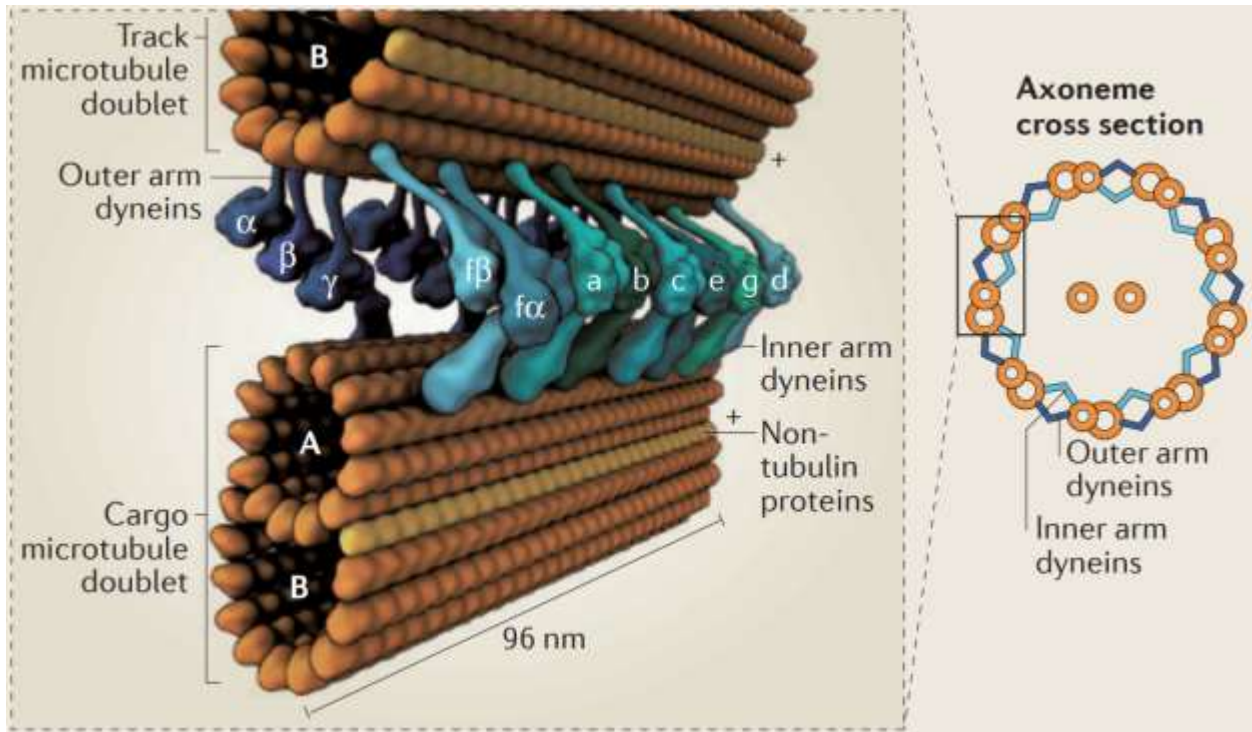 Track
microtubule
doublet
B
+
Outer arm
dyneins
α
β
γ
fβ
fα
a
b
c
e
g
d
Inner arm
dyneins
+
Non-
tubulin
proteins
A
Cargo
microtubule
doublet
B
96 nm
Axoneme
cross section
Outer arm
dyneins
Inner arm
dyneins